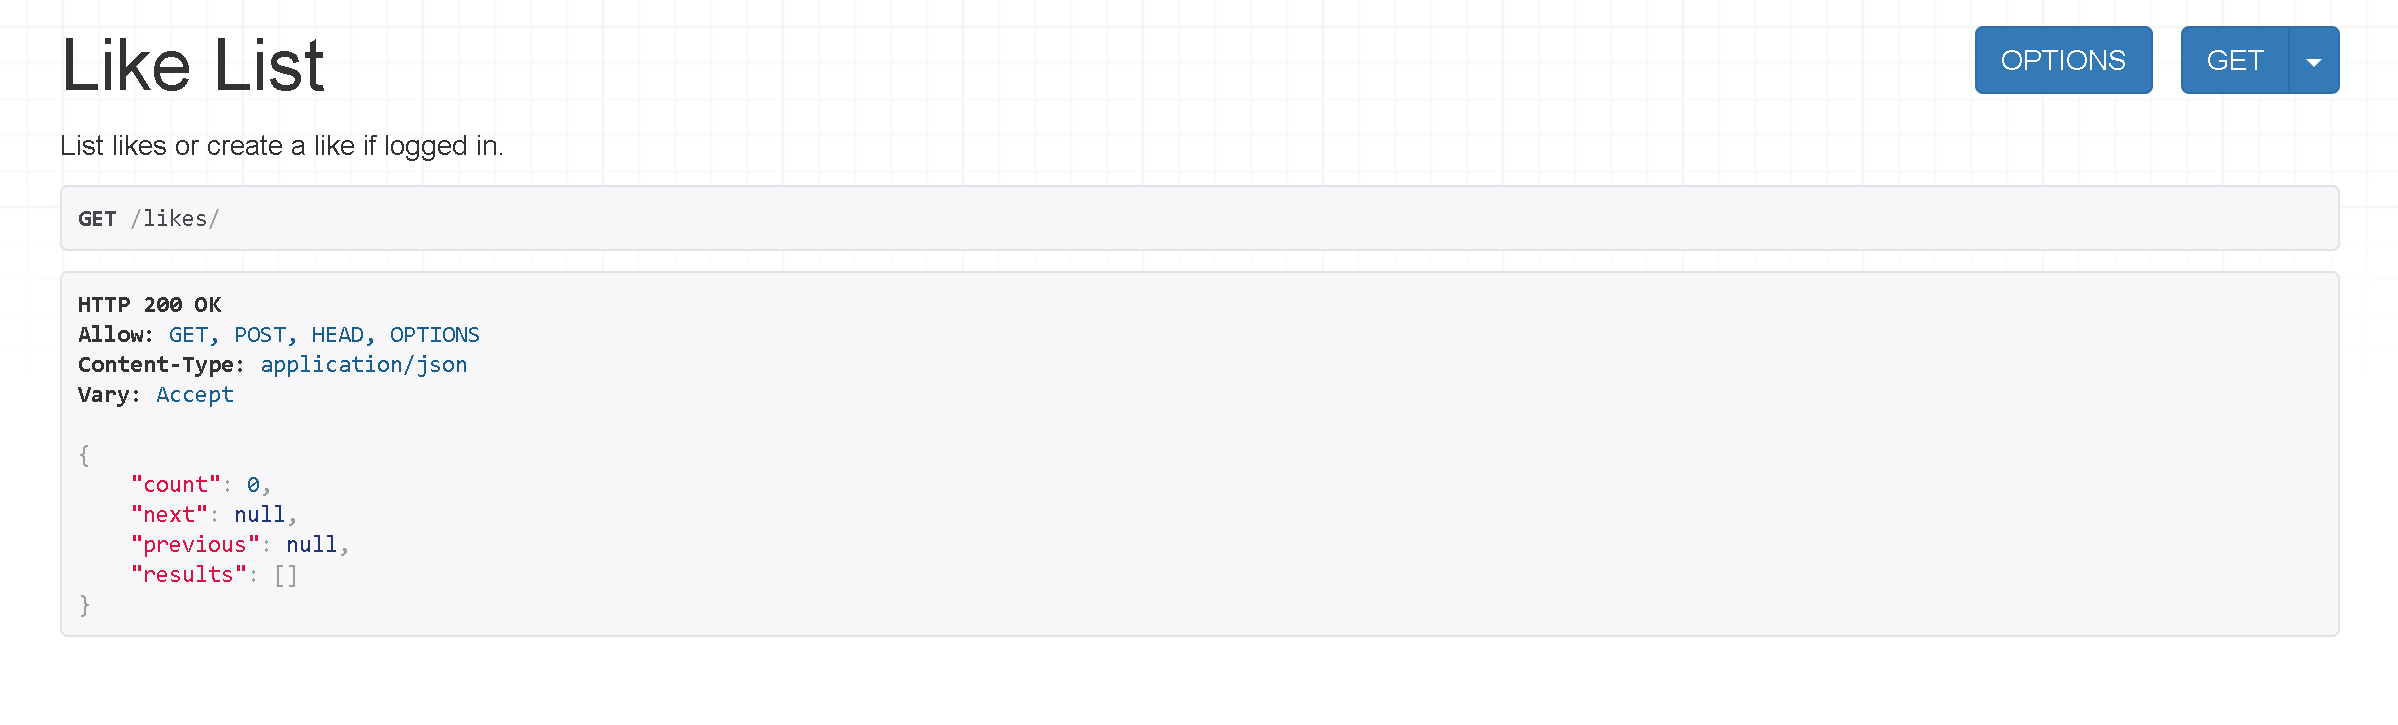 Like List
OPTIONS
GET
List likes or create a like if logged in.
GET /likes/
HTTP 200 OK
Allow: GET, POST, HEAD, OPTIONS
Content-Type: application/json
Vary: Accept
{
    "count": 0,
    "next": null,
    "previous": null,
    "results": []
}